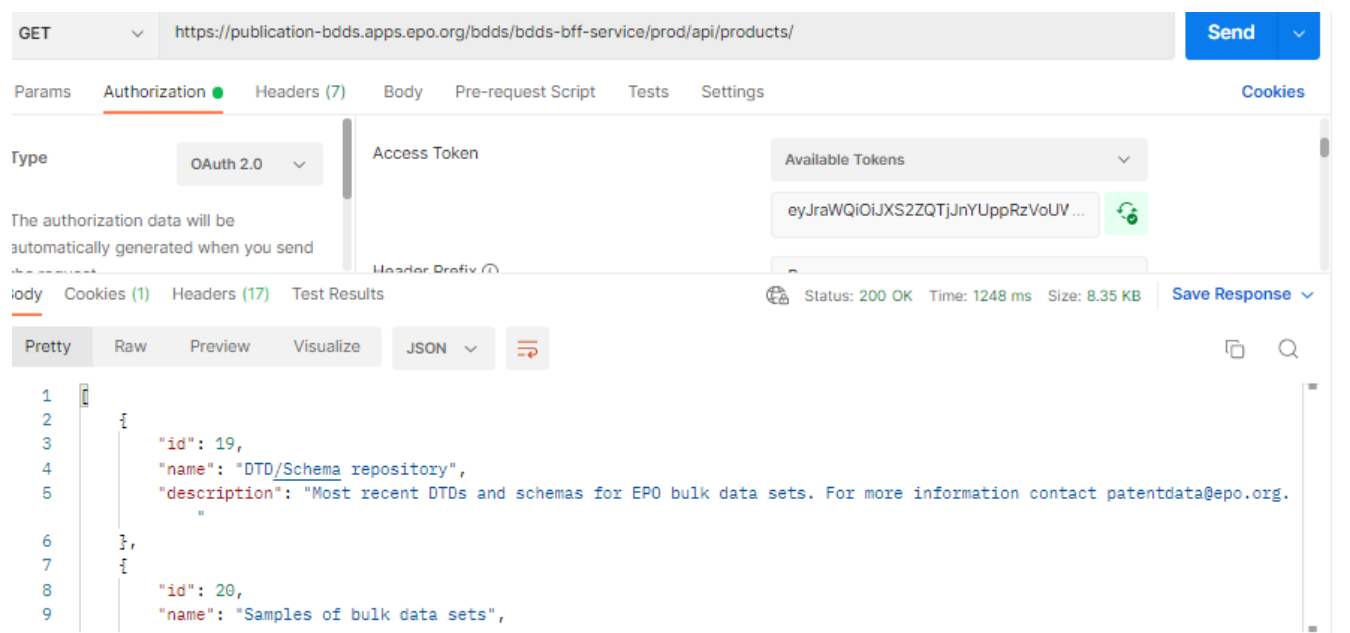 GET https://publication-bdds.apps.epo.org/bdds/bdds-bff-service/prod/api/products/ Send
Params Authorization Headers (7) Body Pre-request Script Tests Settings Cookies
Type OAuth 2.0 Access Token Available Tokens
The authorization data will be
automatically generated when you send
the request.
eyJraWQiOiJXS2ZQTjJnYUppRzVoUV...
Header Prefix
Body Cookies (1) Headers (17) Test Results Status: 200 OK Time: 1248 ms Size: 8.35 KB Save Response
Pretty Raw Preview Visualize JSON
1 [
2 {
3 "id": 19,
4 "name": "DTD/Schema repository",
5 "description": "Most recent DTDs and schemas for EPO bulk data sets. For more information contact patentdata@epo.org.
"
6 },
7 {
8 "id": 20,
9 "name": "Samples of bulk data sets",